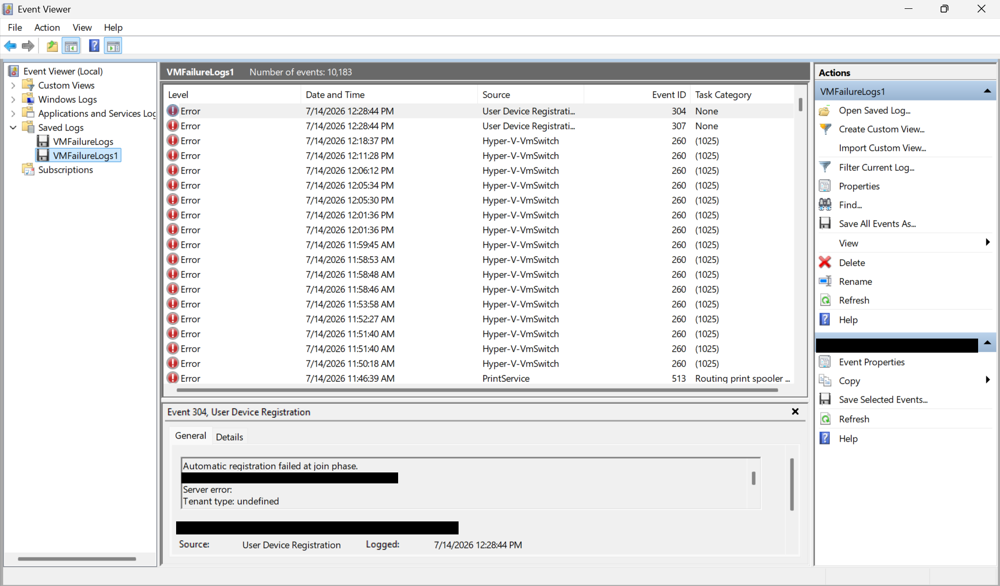 Event Viewer
File Action View Help
Event Viewer (Local)
Custom Views
Windows Logs
Applications and Services Log
Saved Logs
VMFailureLogs
VMFailureLogs1
Subscriptions
VMFailureLogs1 Number of events: 10,183
Level Date and Time Source Event ID Task Category
Error 7/14/2026 12:28:44 PM User Device Registrati... 304 None
Error 7/14/2026 12:28:44 PM User Device Registrati... 307 None
Error 7/14/2026 12:18:37 PM Hyper-V-VmSwitch 260 (1025)
Error 7/14/2026 12:11:28 PM Hyper-V-VmSwitch 260 (1025)
Error 7/14/2026 12:06:12 PM Hyper-V-VmSwitch 260 (1025)
Error 7/14/2026 12:05:34 PM Hyper-V-VmSwitch 260 (1025)
Error 7/14/2026 12:05:30 PM Hyper-V-VmSwitch 260 (1025)
Error 7/14/2026 12:01:36 PM Hyper-V-VmSwitch 260 (1025)
Error 7/14/2026 12:01:36 PM Hyper-V-VmSwitch 260 (1025)
Error 7/14/2026 11:59:45 AM Hyper-V-VmSwitch 260 (1025)
Error 7/14/2026 11:58:53 AM Hyper-V-VmSwitch 260 (1025)
Error 7/14/2026 11:58:48 AM Hyper-V-VmSwitch 260 (1025)
Error 7/14/2026 11:58:46 AM Hyper-V-VmSwitch 260 (1025)
Error 7/14/2026 11:53:58 AM Hyper-V-VmSwitch 260 (1025)
Error 7/14/2026 11:52:27 AM Hyper-V-VmSwitch 260 (1025)
Error 7/14/2026 11:51:40 AM Hyper-V-VmSwitch 260 (1025)
Error 7/14/2026 11:51:40 AM Hyper-V-VmSwitch 260 (1025)
Error 7/14/2026 11:50:18 AM Hyper-V-VmSwitch 260 (1025)
Error 7/14/2026 11:46:39 AM PrintService 513 Routing print spooler ...
Event 304, User Device Registration
General Details
Automatic registration failed at join phase.
Server error:
Tenant type: undefined
Source: User Device Registration Logged: 7/14/2026 12:28:44 PM
Actions
VMFailureLogs1
Open Saved Log...
Create Custom View...
Import Custom View...
Filter Current Log...
Properties
Find...
Save All Events As...
View
Delete
Rename
Refresh
Help
Event Properties
Copy
Save Selected Events...
Refresh
Help